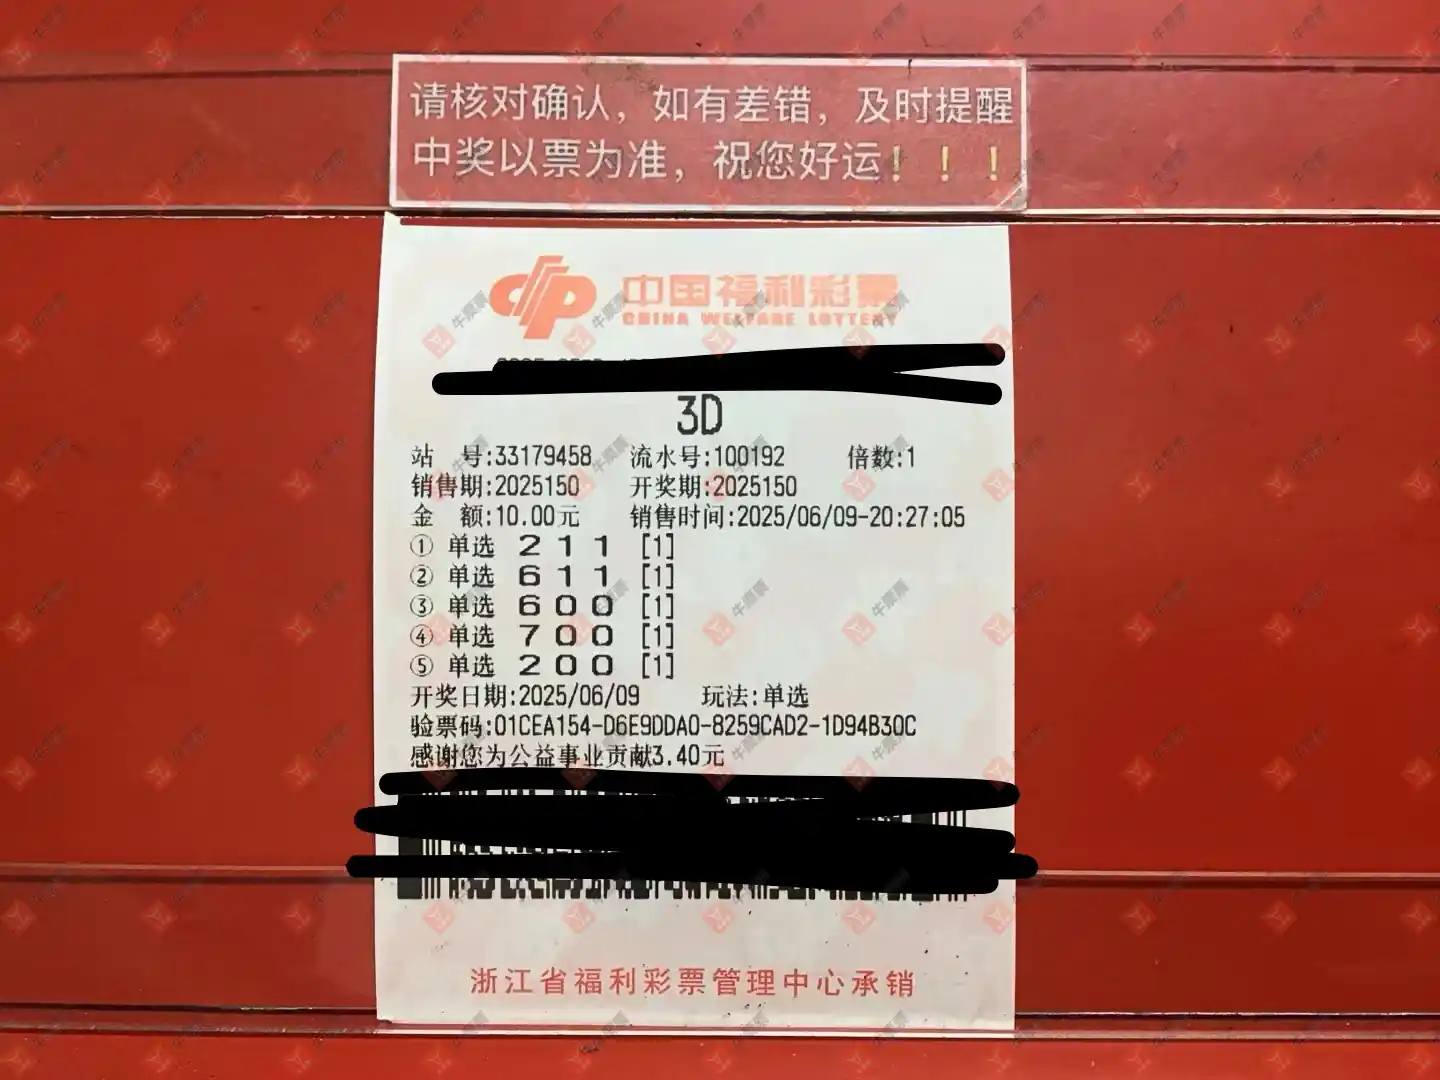 请核对确认，如有差错，及时提醒
中奖以票为准，祝您好运！！！
中国福利彩票
CHINA WELFARE LOTTERY
3D
站 号:33179458 流水号:100192 倍数:1
销售期:2025150 开奖期:2025150
金 额:10.00元 销售时间:2025/06/09-20:27:05
① 单选 2 1 1 [1]
② 单选 6 1 1 [1]
③ 单选 6 0 0 [1]
④ 单选 7 0 0 [1]
⑤ 单选 2 0 0 [1]
开奖日期:2025/06/09 玩法:单选
验票码:01CEA154-D6E9DDA0-8259CAD2-1D94B30C
感谢您为公益事业贡献3.40元
浙江省福利彩票管理中心承销
牛票票